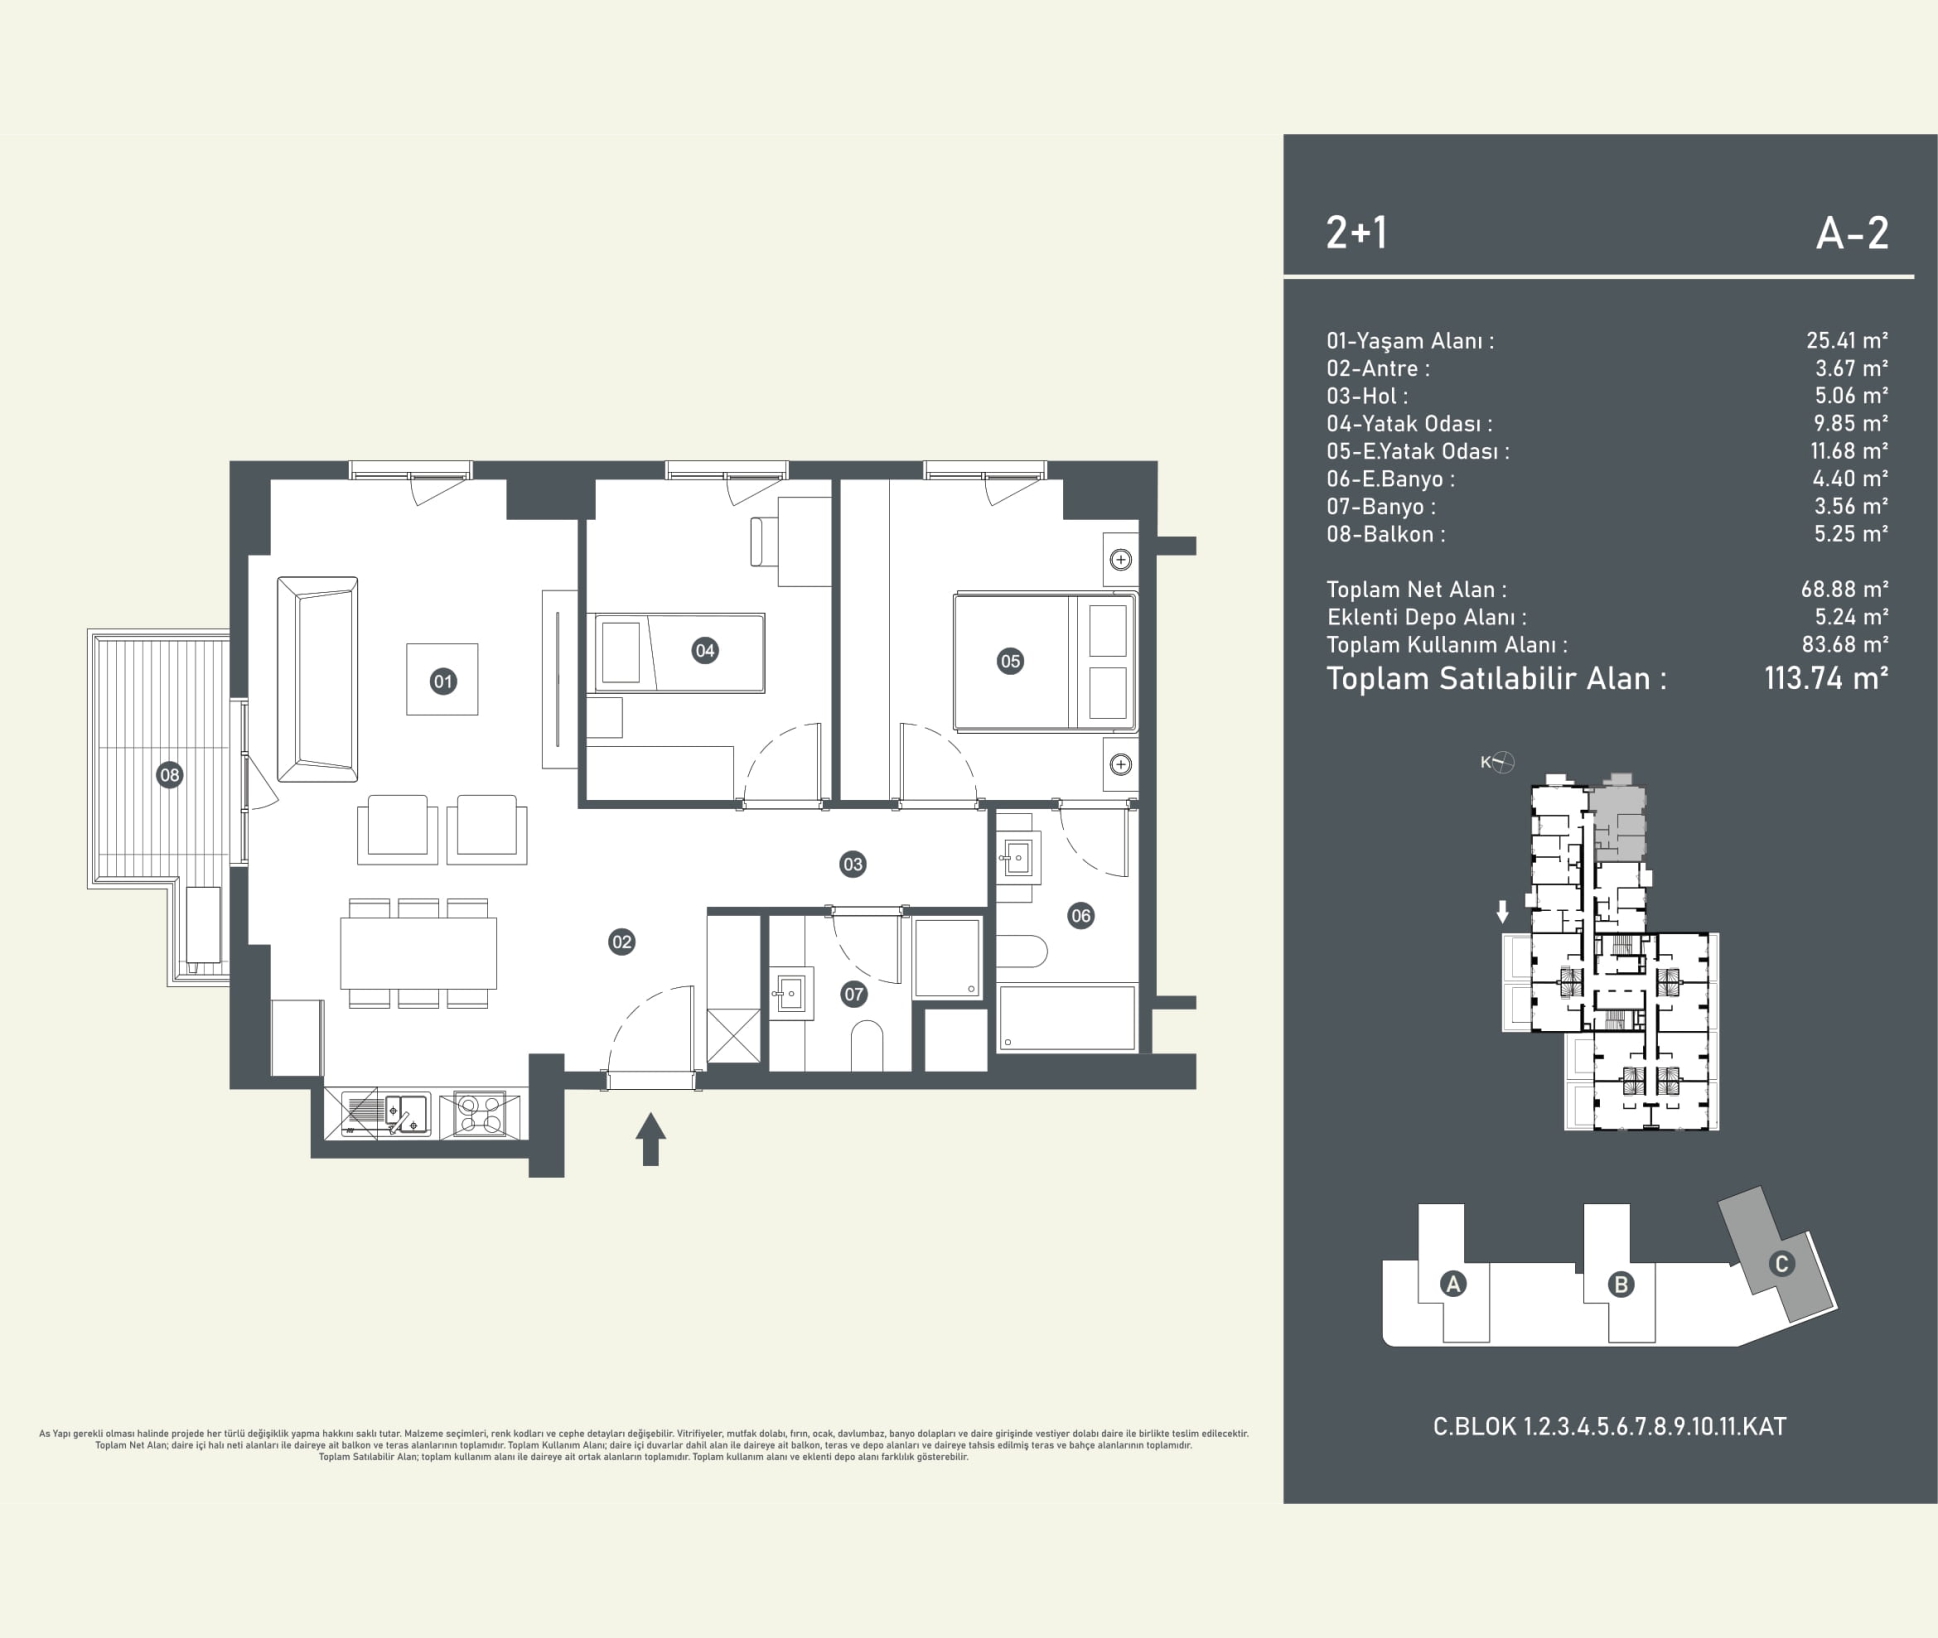 2+1 A-2
01-Yaşam Alanı : 25.41 m²
02-Antre : 3.67 m²
03-Hol : 5.06 m²
04-Yatak Odası : 9.85 m²
05-E.Yatak Odası : 11.68 m²
06-E.Banyo : 4.40 m²
07-Banyo : 3.56 m²
08-Balkon : 5.25 m²
Toplam Net Alan : 68.88 m²
Eklenti Depo Alanı : 5.24 m²
Toplam Kullanım Alanı : 83.68 m²
Toplam Satılabilir Alan : 113.74 m²
04
05
01
08
03
06
02
07
K
A
B
C
C.BLOK 1.2.3.4.5.6.7.8.9.10.11.KAT
As Yapı gerekli olması halinde projede her türlü değişiklik yapma hakkını saklı tutar. Malzeme seçimleri, renk kodları ve cephe detayları değişebilir. Vitrifiyeler, mutfak dolabı, fırın, ocak, davlumbaz, banyo dolapları ve daire girişinde vestiyer dolabı daire ile birlikte teslim edilecektir.
Toplam Net Alan; daire içi halı neti alanları ile daireye ait balkon ve teras alanlarının toplamıdır. Toplam Kullanım Alanı; daire içi duvarlar dahil alan ile daireye ait balkon, teras ve depo alanları ve daireye tahsis edilmiş teras ve bahçe alanlarının toplamıdır.
Toplam Satılabilir Alan; toplam kullanım alanı ile daireye ait ortak alanların toplamıdır. Toplam kullanım alanı ve eklenti depo alanı farklılık gösterebilir.